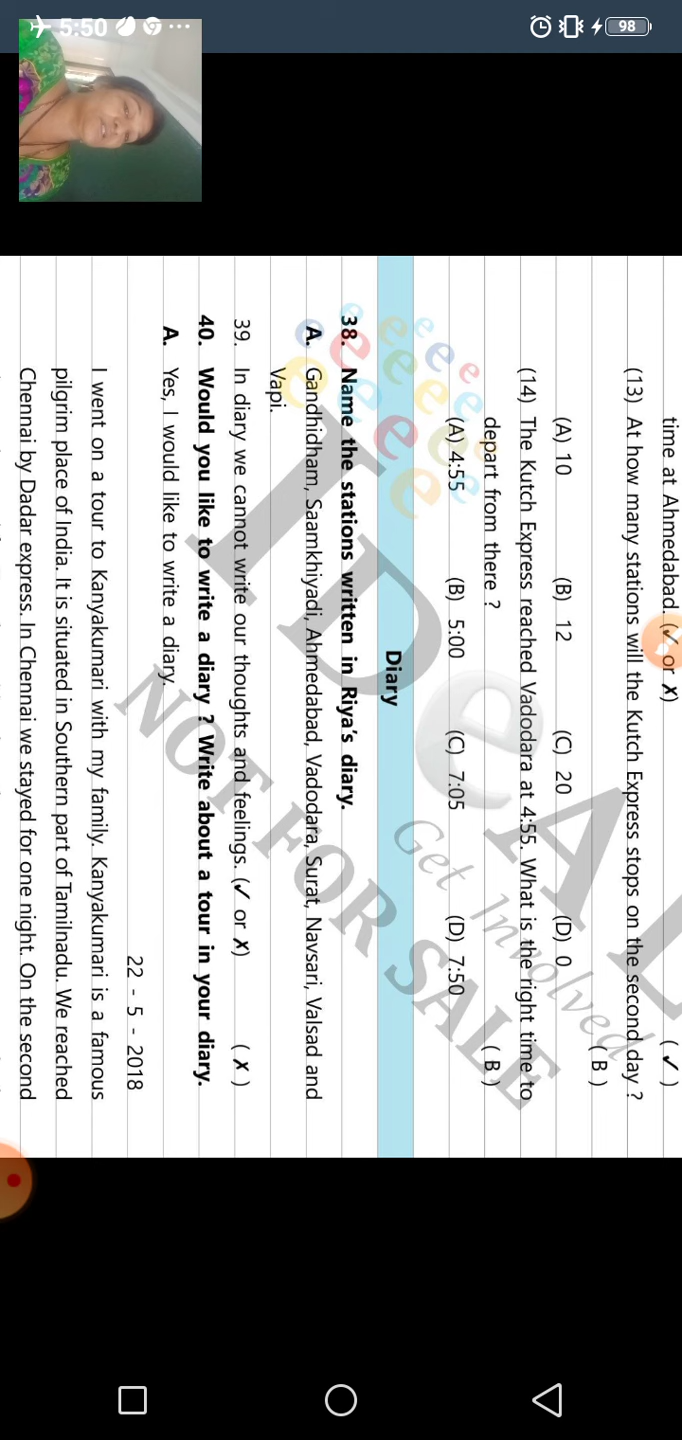 5:50
98
time at Ahmedabad. (✓ or ✗) ( ✓ )
(13) At how many stations will the Kutch Express stops on the second day ?
( B )
(A) 10 (B) 12 (C) 20 (D) 0
(14) The Kutch Express reached Vadodara at 4:55. What is the right time to
depart from there ? ( B )
(A) 4:55 (B) 5:00 (C) 7:05 (D) 7:50
Diary
38. Name the stations written in Riya's diary.
A. Gandhidham, Saamkhiyadi, Ahmedabad, Vadodara, Surat, Navsari, Valsad and
Vapi.
39. In diary we cannot write our thoughts and feelings. (✓ or ✗) ( ✗ )
40. Would you like to write a diary ? Write about a tour in your diary.
A. Yes, I would like to write a diary.
22 - 5 - 2018
I went on a tour to Kanyakumari with my family. Kanyakumari is a famous
pilgrim place of India. It is situated in Southern part of Tamilnadu. We reached
Chennai by Dadar express. In Chennai we stayed for one night. On the second
IDeAL
Get Involved
NOT FOR SALE